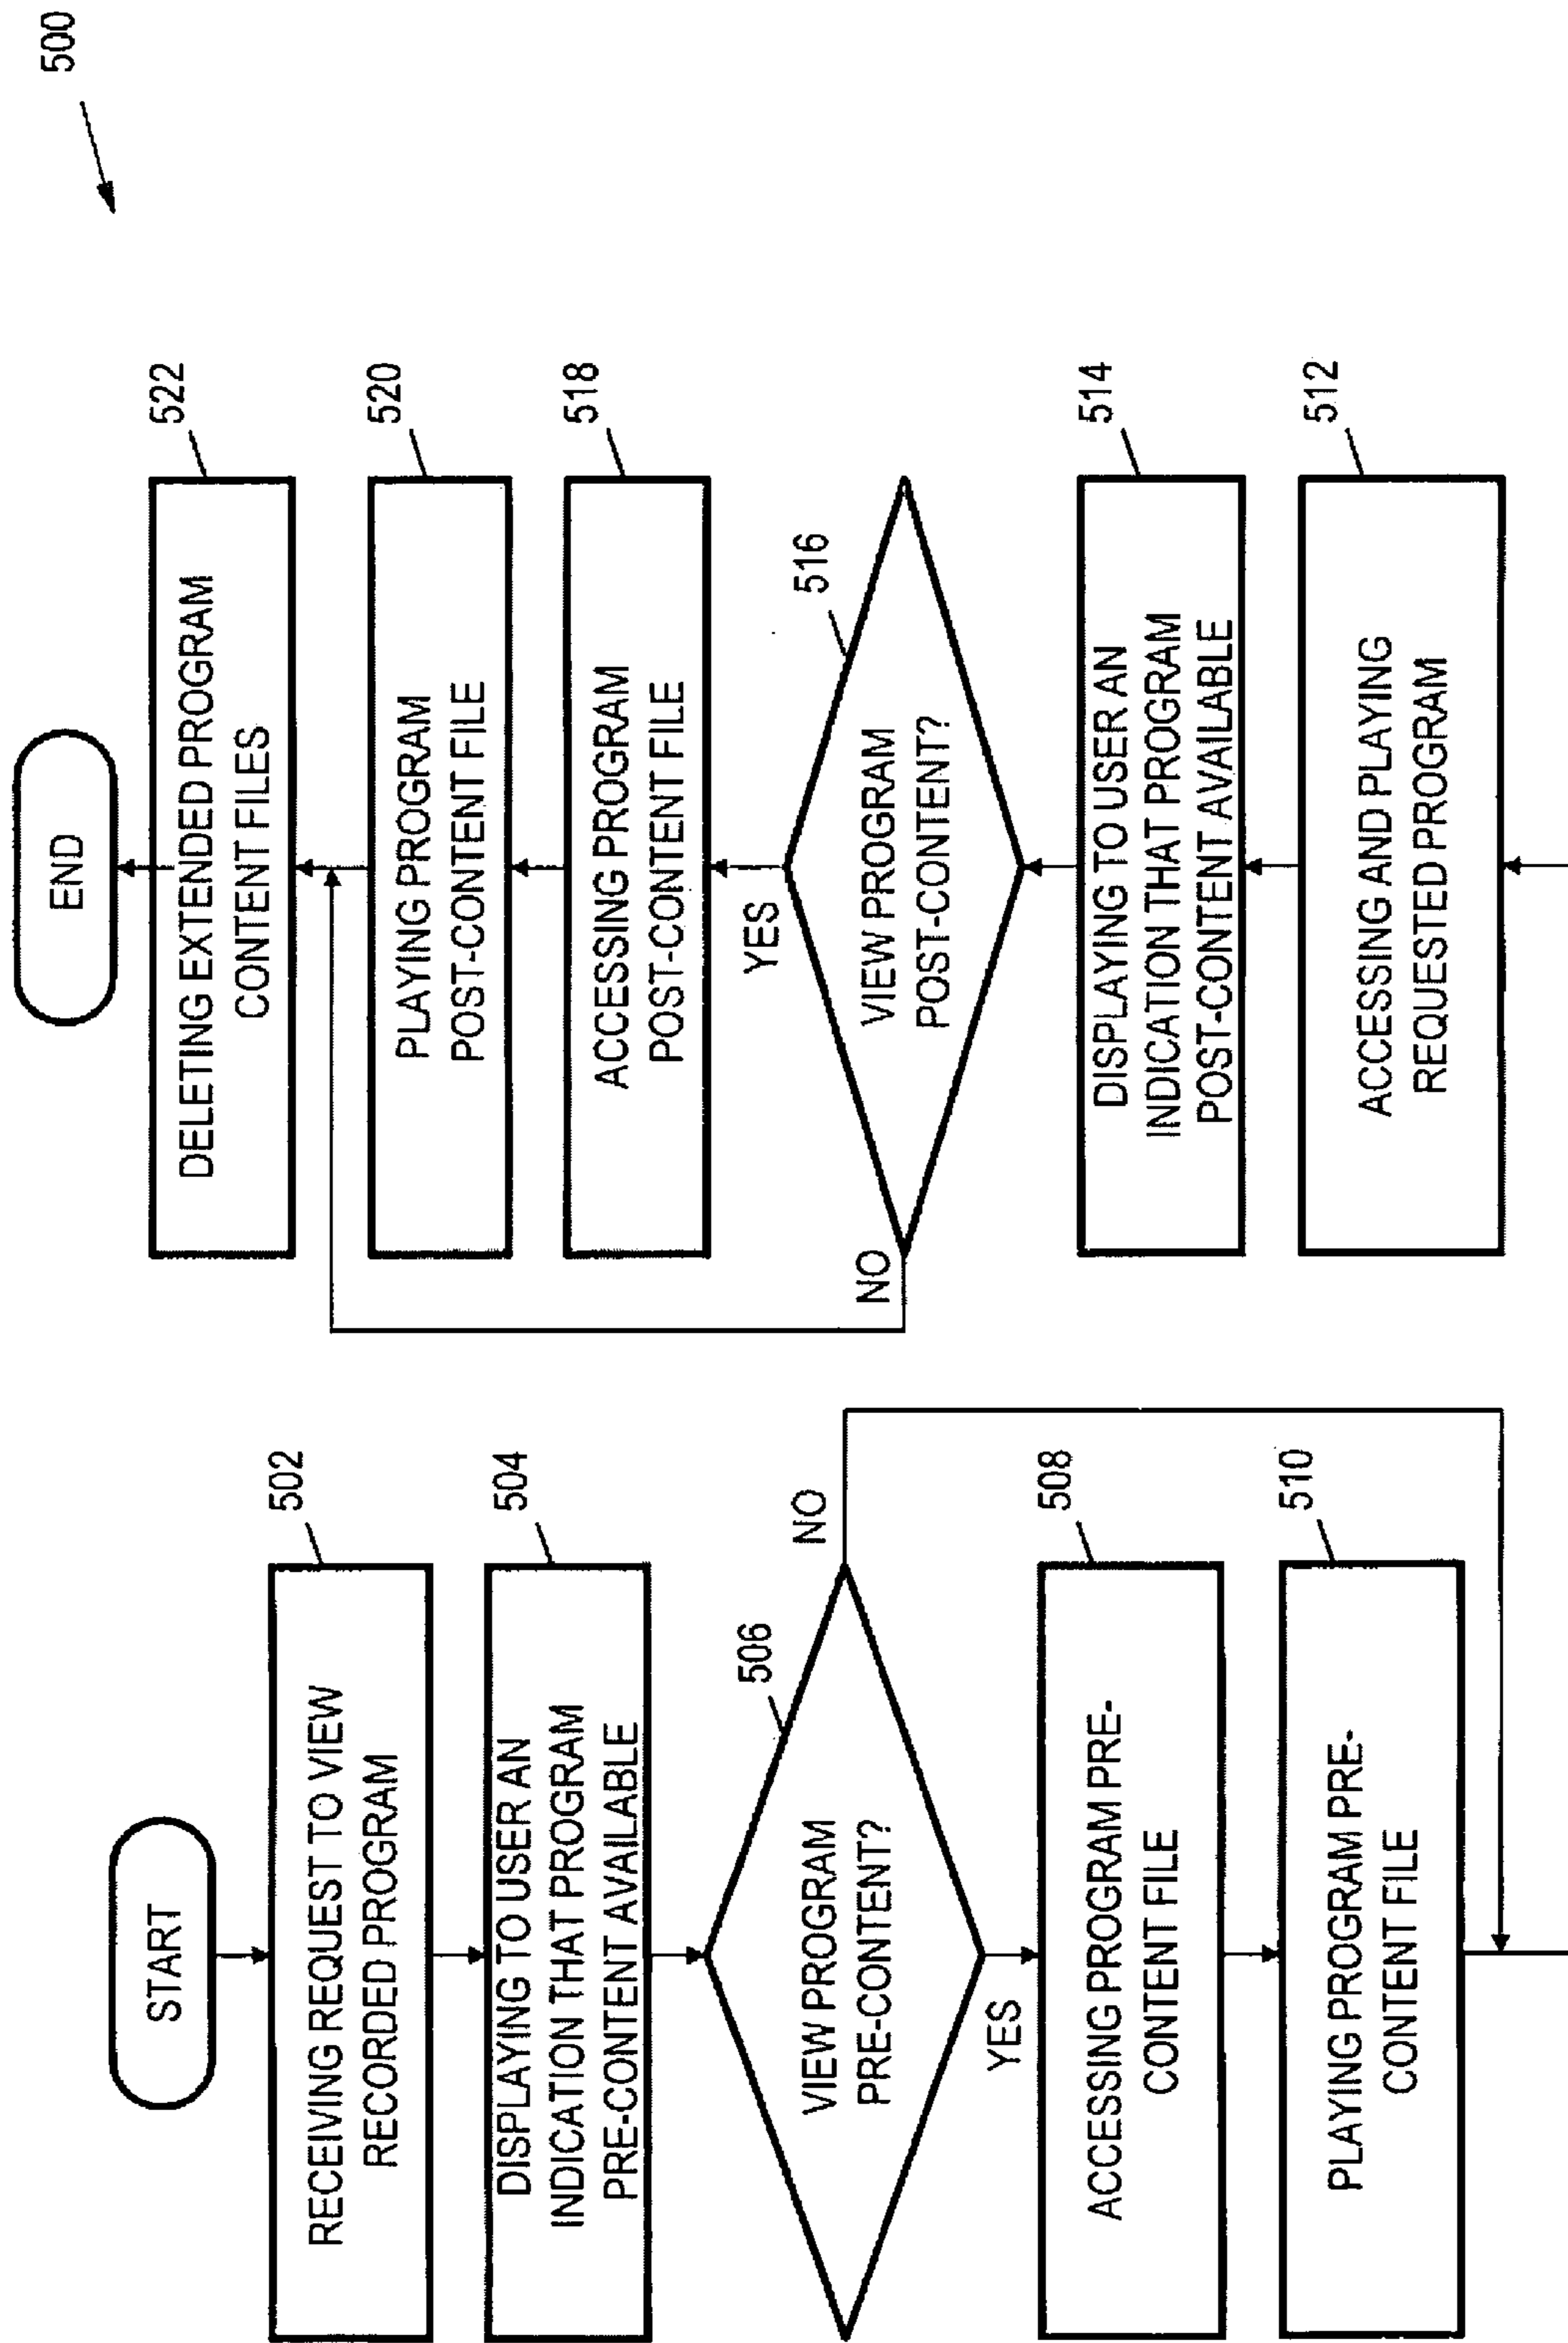 500
START
502
RECEIVING REQUEST TO VIEW
RECORDED PROGRAM
504
DISPLAYING TO USER AN
INDICATION THAT PROGRAM
PRE-CONTENT AVAILABLE
506
VIEW PROGRAM
PRE-CONTENT?
NO
YES
508
ACCESSING PROGRAM PRE-
CONTENT FILE
510
PLAYING PROGRAM PRE-
CONTENT FILE
512
ACCESSING AND PLAYING
REQUESTED PROGRAM
514
DISPLAYING TO USER AN
INDICATION THAT PROGRAM
POST-CONTENT AVAILABLE
516
VIEW PROGRAM
POST-CONTENT?
NO
YES
518
ACCESSING PROGRAM
POST-CONTENT FILE
520
PLAYING PROGRAM
POST-CONTENT FILE
522
DELETING EXTENDED PROGRAM
CONTENT FILES
END